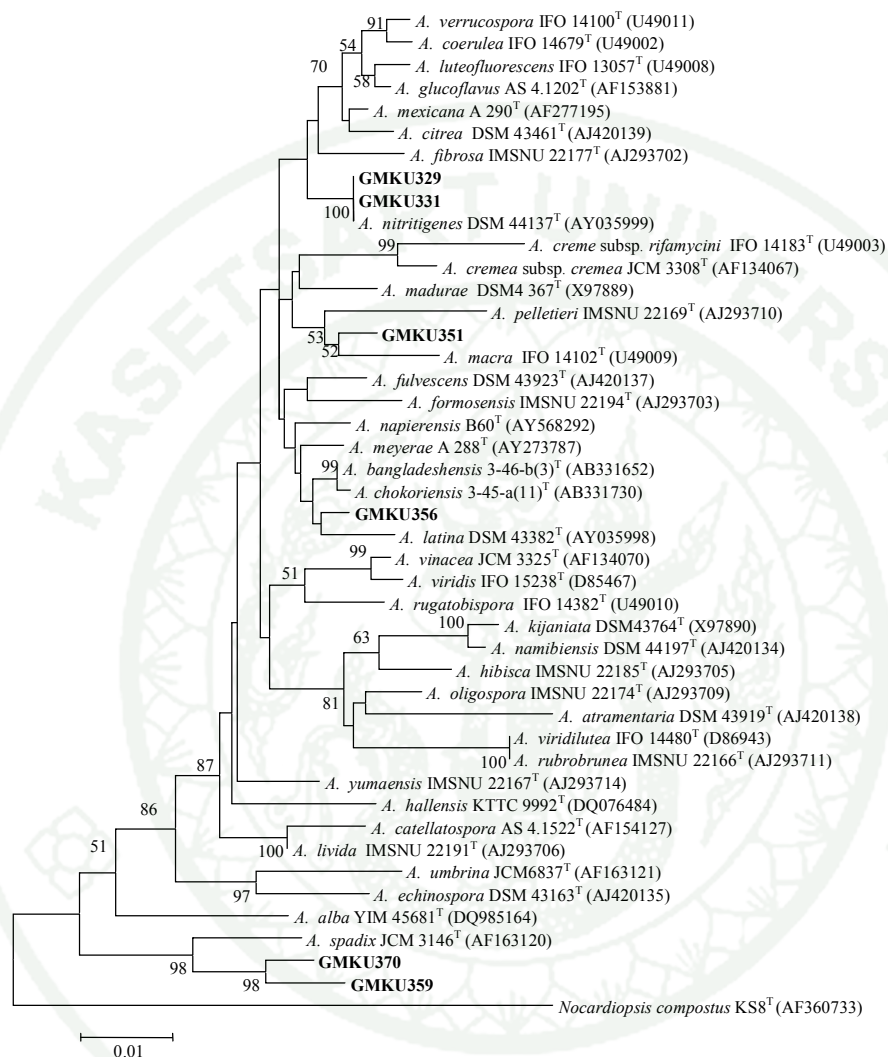 91
A. verrucospora IFO 14100T (U49011)
54
A. coerulea IFO 14679T (U49002)
70
A. luteofluorescens IFO 13057T (U49008)
58
A. glucoflavus AS 4.1202T (AF153881)
A. mexicana A 290T (AF277195)
A. citrea DSM 43461T (AJ420139)
A. fibrosa IMSNU 22177T (AJ293702)
GMKU329
GMKU331
100
A. nitritigenes DSM 44137T (AY035999)
99
A. creme subsp. rifamycini IFO 14183T (U49003)
A. cremea subsp. cremea JCM 3308T (AF134067)
A. madurae DSM4 367T (X97889)
A. pelletieri IMSNU 22169T (AJ293710)
53
GMKU351
52
A. macra IFO 14102T (U49009)
A. fulvescens DSM 43923T (AJ420137)
A. formosensis IMSNU 22194T (AJ293703)
A. napierensis B60T (AY568292)
A. meyerae A 288T (AY273787)
99
A. bangladeshensis 3-46-b(3)T (AB331652)
A. chokoriensis 3-45-a(11)T (AB331730)
GMKU356
A. latina DSM 43382T (AY035998)
99
A. vinacea JCM 3325T (AF134070)
51
A. viridis IFO 15238T (D85467)
A. rugatobispora IFO 14382T (U49010)
100
A. kijaniata DSM43764T (X97890)
63
A. namibiensis DSM 44197T (AJ420134)
A. hibisca IMSNU 22185T (AJ293705)
81
A. oligospora IMSNU 22174T (AJ293709)
A. atramentaria DSM 43919T (AJ420138)
A. viridilutea IFO 14480T (D86943)
100
A. rubrobrunea IMSNU 22166T (AJ293711)
87
A. yumaensis IMSNU 22167T (AJ293714)
86
A. hallensis KTTC 9992T (DQ076484)
A. catellatospora AS 4.1522T (AF154127)
51
100
A. livida IMSNU 22191T (AJ293706)
A. umbrina JCM6837T (AF163121)
97
A. echinospora DSM 43163T (AJ420135)
A. alba YIM 45681T (DQ985164)
A. spadix JCM 3146T (AF163120)
98
GMKU370
98
GMKU359
Nocardiopsis compostus KS8T (AF360733)
0.01
KASETSART UNIVERSI